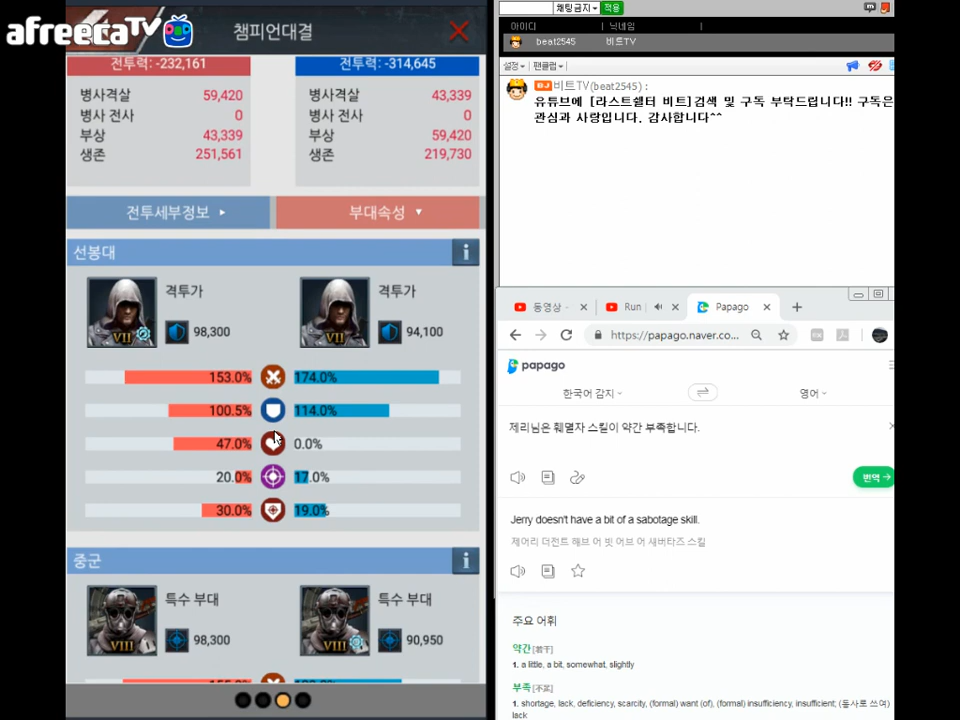 afreecaTV
챔피언대결
전투력: -232,161
전투력: -314,645
병사격살 59,420
병사 전사 0
부상 43,339
생존 251,561
병사격살 43,339
병사 전사 0
부상 59,420
생존 219,730
전투세부정보
부대속성
선봉대
i
격투가
VII
98,300
격투가
VII
94,100
153.0% 174.0%
100.5% 114.0%
47.0% 0.0%
20.0% 17.0%
30.0% 19.0%
중군
i
특수 부대
VIII
98,300
특수 부대
VIII
90,950
채팅금지 적용
아이디 닉네임
beat2545 비트TV
설정 팬클럽
BJ 비트TV(beat2545) :
유튜브에 [라스트쉘터 비트]검색 및 구독 부탁드립니다!! 구독은
관심과 사랑입니다. 감사합니다^^
동영상 Run Papago
https://papago.naver.co...
papago
한국어 감지 영어
제리님은 훼멸자 스킬이 약간 부족합니다.
번역
Jerry doesn't have a bit of a sabotage skill.
제어리 더전트 해브 어 빗 어브 어 새버타즈 스킬
주요 어휘
약간[若干]
1. a little, a bit, somewhat, slightly
부족[不足]
1. shortage, lack, deficiency, scarcity, (formal) want (of), (formal) insufficiency, insufficient; (동사로 쓰여)
lack